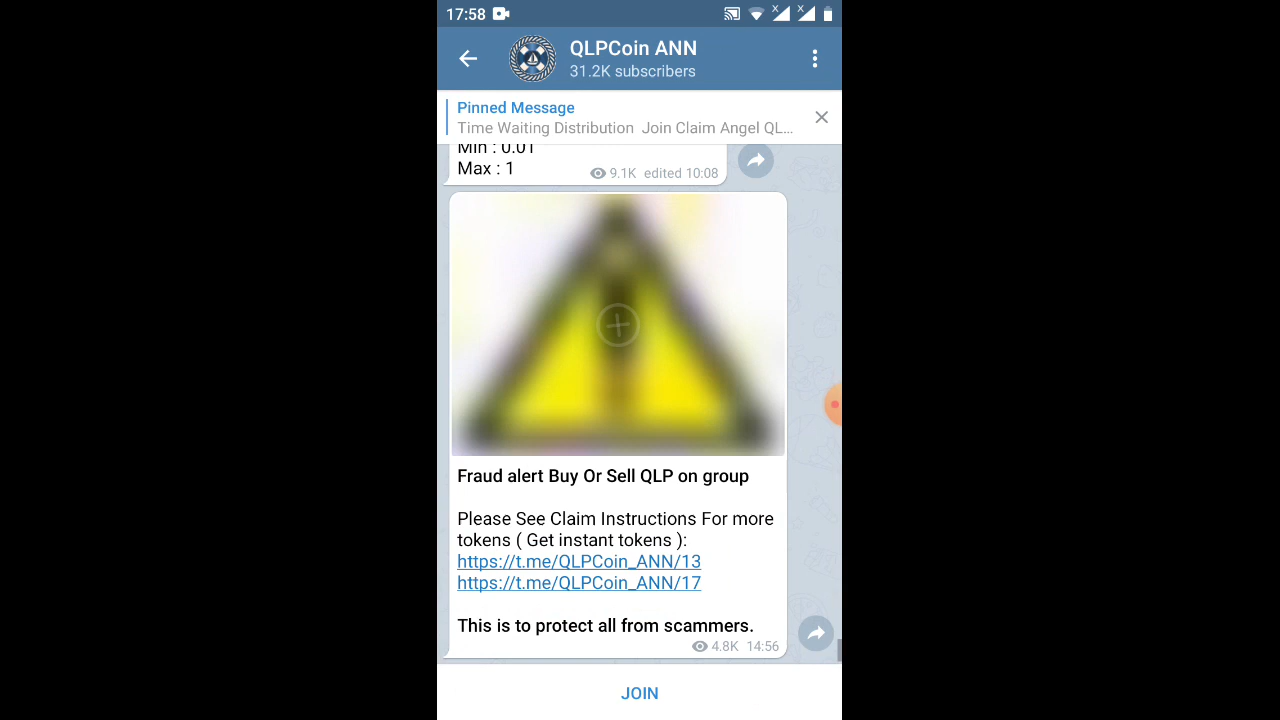 17:58
QLPCoin ANN
31.2K subscribers
Pinned Message
Time Waiting Distribution Join Claim Angel QL...
Min : 0.01
Max : 1
9.1K edited 10:08
Fraud alert Buy Or Sell QLP on group
Please See Claim Instructions For more
tokens ( Get instant tokens ):
https://t.me/QLPCoin_ANN/13
https://t.me/QLPCoin_ANN/17
This is to protect all from scammers.
4.8K 14:56
JOIN